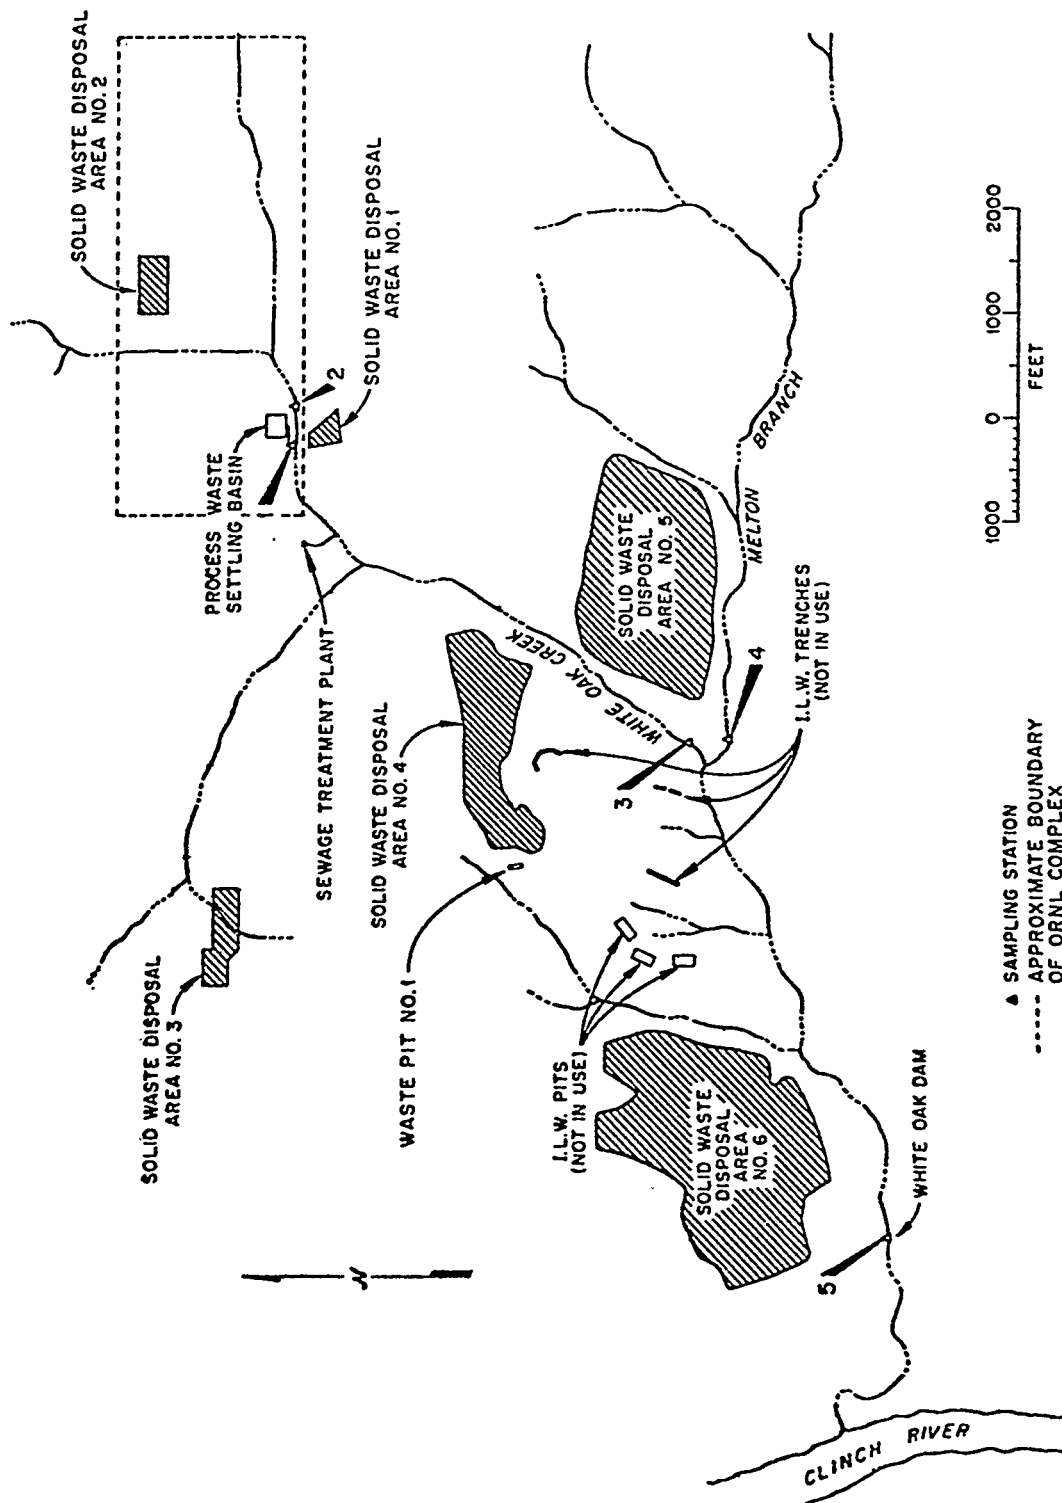 SOLID WASTE DISPOSAL
AREA NO. 3
SOLID WASTE DISPOSAL
AREA NO. 2
PROCESS WASTE
SETTLING BASIN
2
SOLID WASTE DISPOSAL
AREA NO. 1
SEWAGE TREATMENT PLANT
SOLID WASTE DISPOSAL
AREA NO. 4
WASTE PIT NO. 1
N
WHITE OAK CREEK
I.L.W. PITS
(NOT IN USE)
SOLID WASTE
DISPOSAL
AREA NO. 5
SOLID WASTE
DISPOSAL
AREA
NO. 6
3
4
MELTON
BRANCH
I.L.W. TRENCHES
(NOT IN USE)
5
WHITE OAK DAM
CLINCH RIVER
1000
0
1000
2000
FEET
SAMPLING STATION
APPROXIMATE BOUNDARY
OF ORNL COMPLEX